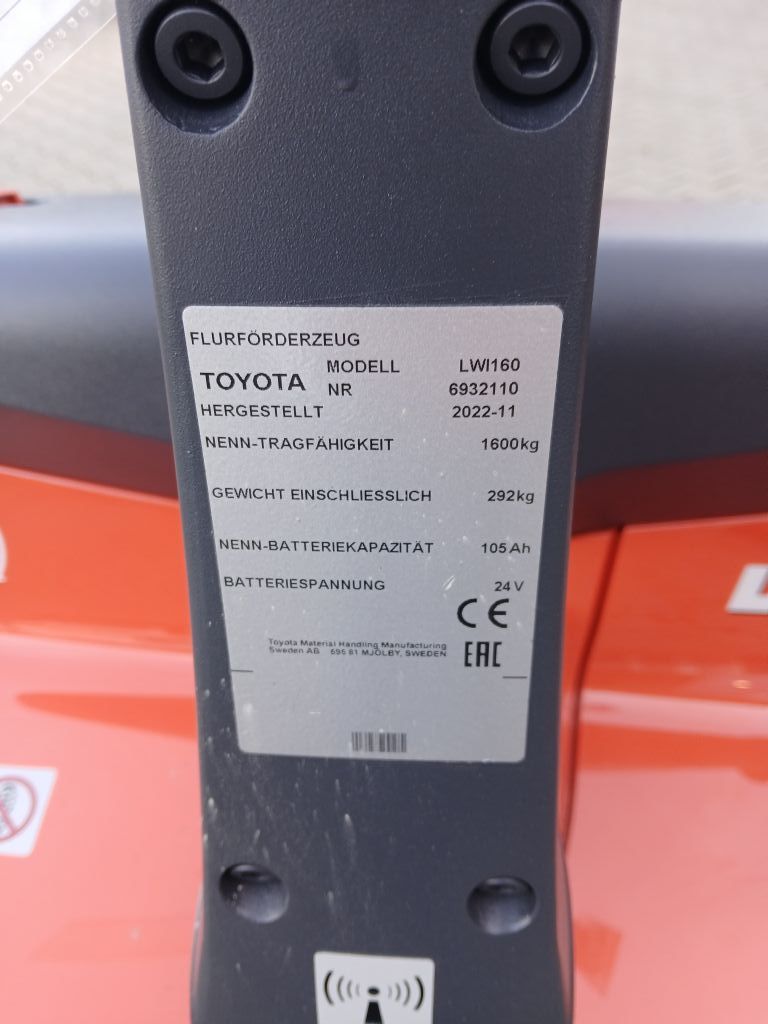 FLURFÖRDERZEUG
MODELL LWI160
TOYOTA
NR 6932110
HERGESTELLT 2022-11
NENN-TRAGFÄHIGKEIT 1600kg
GEWICHT EINSCHLIESSLICH 292kg
NENN-BATTERIEKAPAZITÄT 105Ah
BATTERIESPANNUNG 24V
CE
Toyota Material Handling Manufacturing
Sweden AB 595 81 MJÖLBY, SWEDEN
EAC